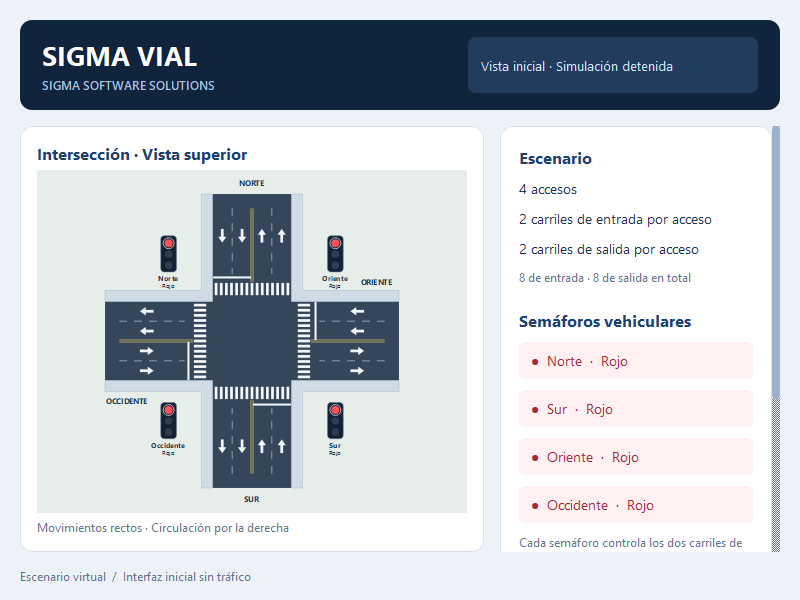 SIGMA VIAL
SIGMA SOFTWARE SOLUTIONS
Vista inicial · Simulación detenida
Intersección · Vista superior
NORTE
Norte
Rojo
Oriente
Rojo
ORIENTE
OCCIDENTE
Occidente
Rojo
Sur
Rojo
SUR
Movimientos rectos · Circulación por la derecha
Escenario
4 accesos
2 carriles de entrada por acceso
2 carriles de salida por acceso
8 de entrada · 8 de salida en total
Semáforos vehiculares
● Norte · Rojo
● Sur · Rojo
● Oriente · Rojo
● Occidente · Rojo
Cada semáforo controla los dos carriles de
Escenario virtual / Interfaz inicial sin tráfico